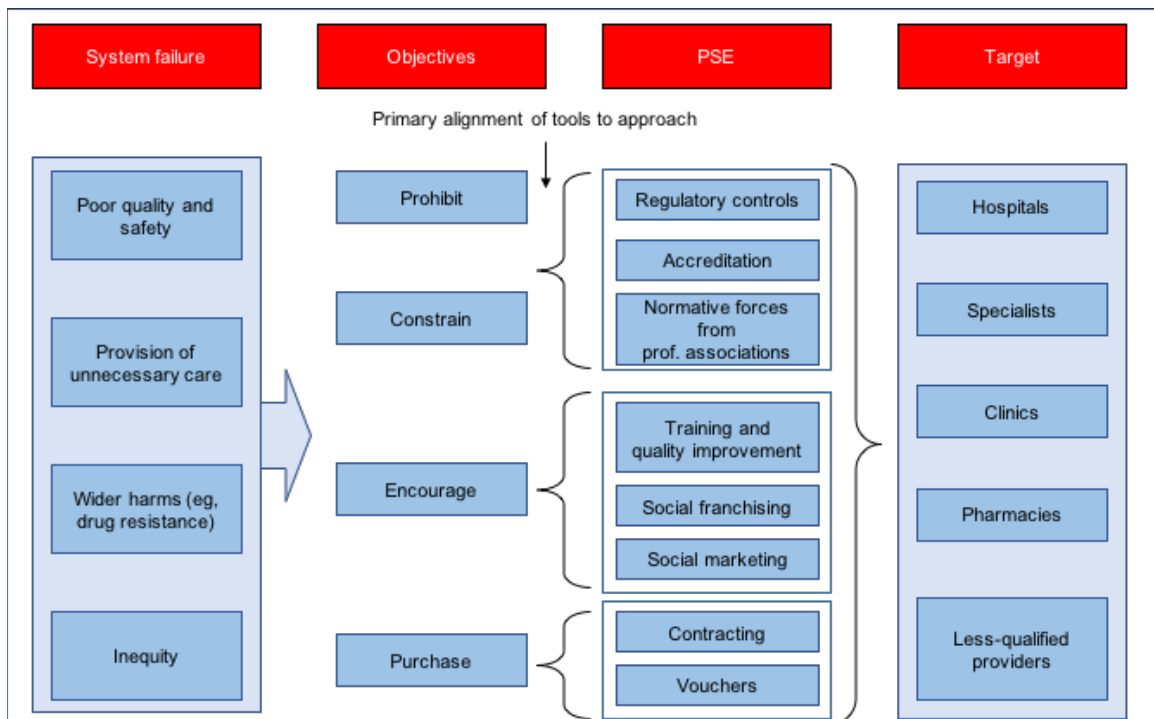 System failure
Objectives
PSE
Target
Primary alignment of tools to approach
Poor quality and
safety
Provision of
unnecessary care
Wider harms (eg,
drug resistance)
Inequity
Prohibit
Constrain
Encourage
Purchase
Regulatory controls
Accreditation
Normative forces
from
prof. associations
Training and
quality improvement
Social franchising
Social marketing
Contracting
Vouchers
Hospitals
Specialists
Clinics
Pharmacies
Less-qualified
providers